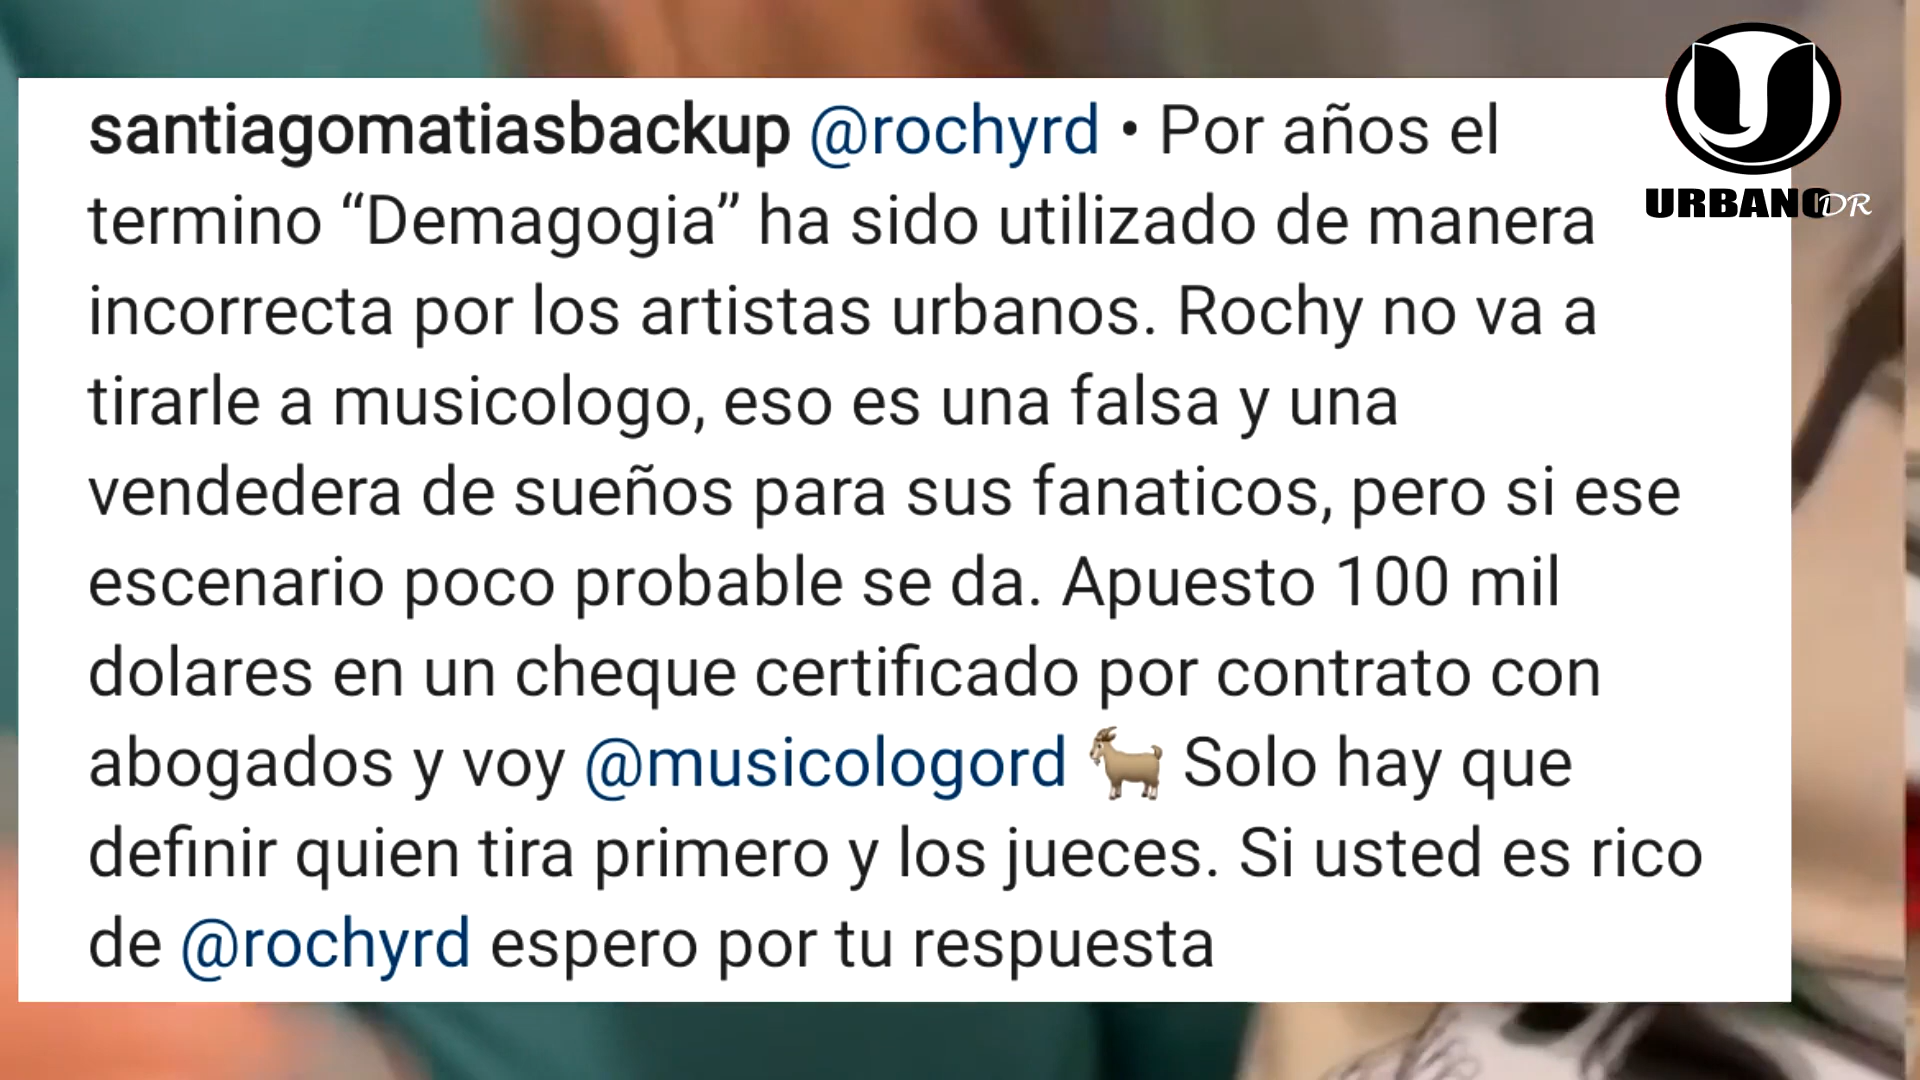 santiagomatiasbackup @rochyrd • Por años el
termino “Demagogia” ha sido utilizado de manera
incorrecta por los artistas urbanos. Rochy no va a
tirarle a musicologo, eso es una falsa y una
vendedera de sueños para sus fanaticos, pero si ese
escenario poco probable se da. Apuesto 100 mil
dolares en un cheque certificado por contrato con
abogados y voy @musicologord 🐐 Solo hay que
definir quien tira primero y los jueces. Si usted es rico
de @rochyrd espero por tu respuesta
URBANO DR